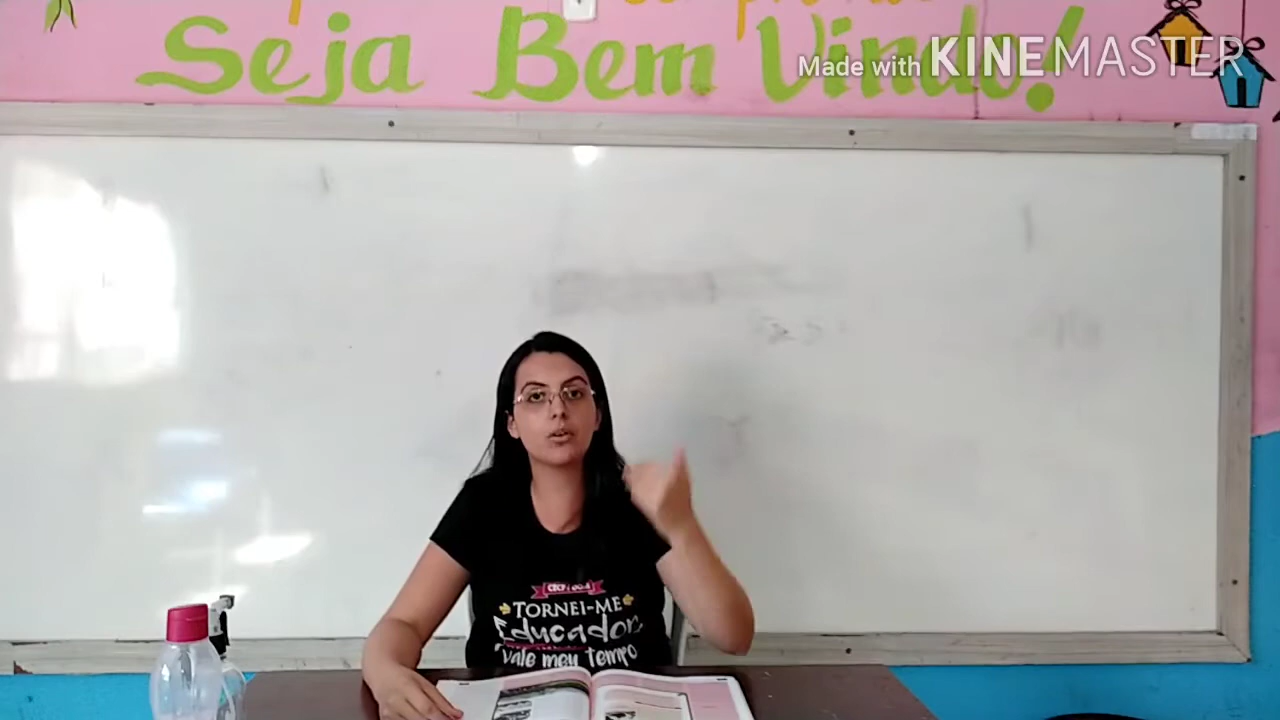 Seja Bem Vindo!
Made with KINEMASTER
TORNEI-ME
Educador
vale meu tempo